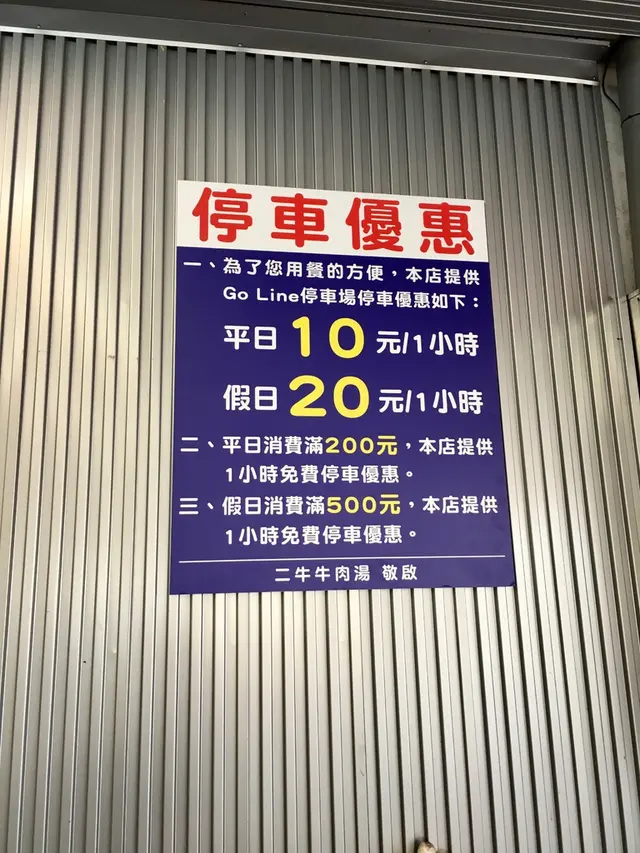 停車優惠
一、為了您用餐的方便，本店提供
Go Line停車場停車優惠如下：
平日10元/1小時
假日20元/1小時
二、平日消費滿200元，本店提供
1小時免費停車優惠。
三、假日消費滿500元，本店提供
1小時免費停車優惠。
二牛牛肉湯 敬啟